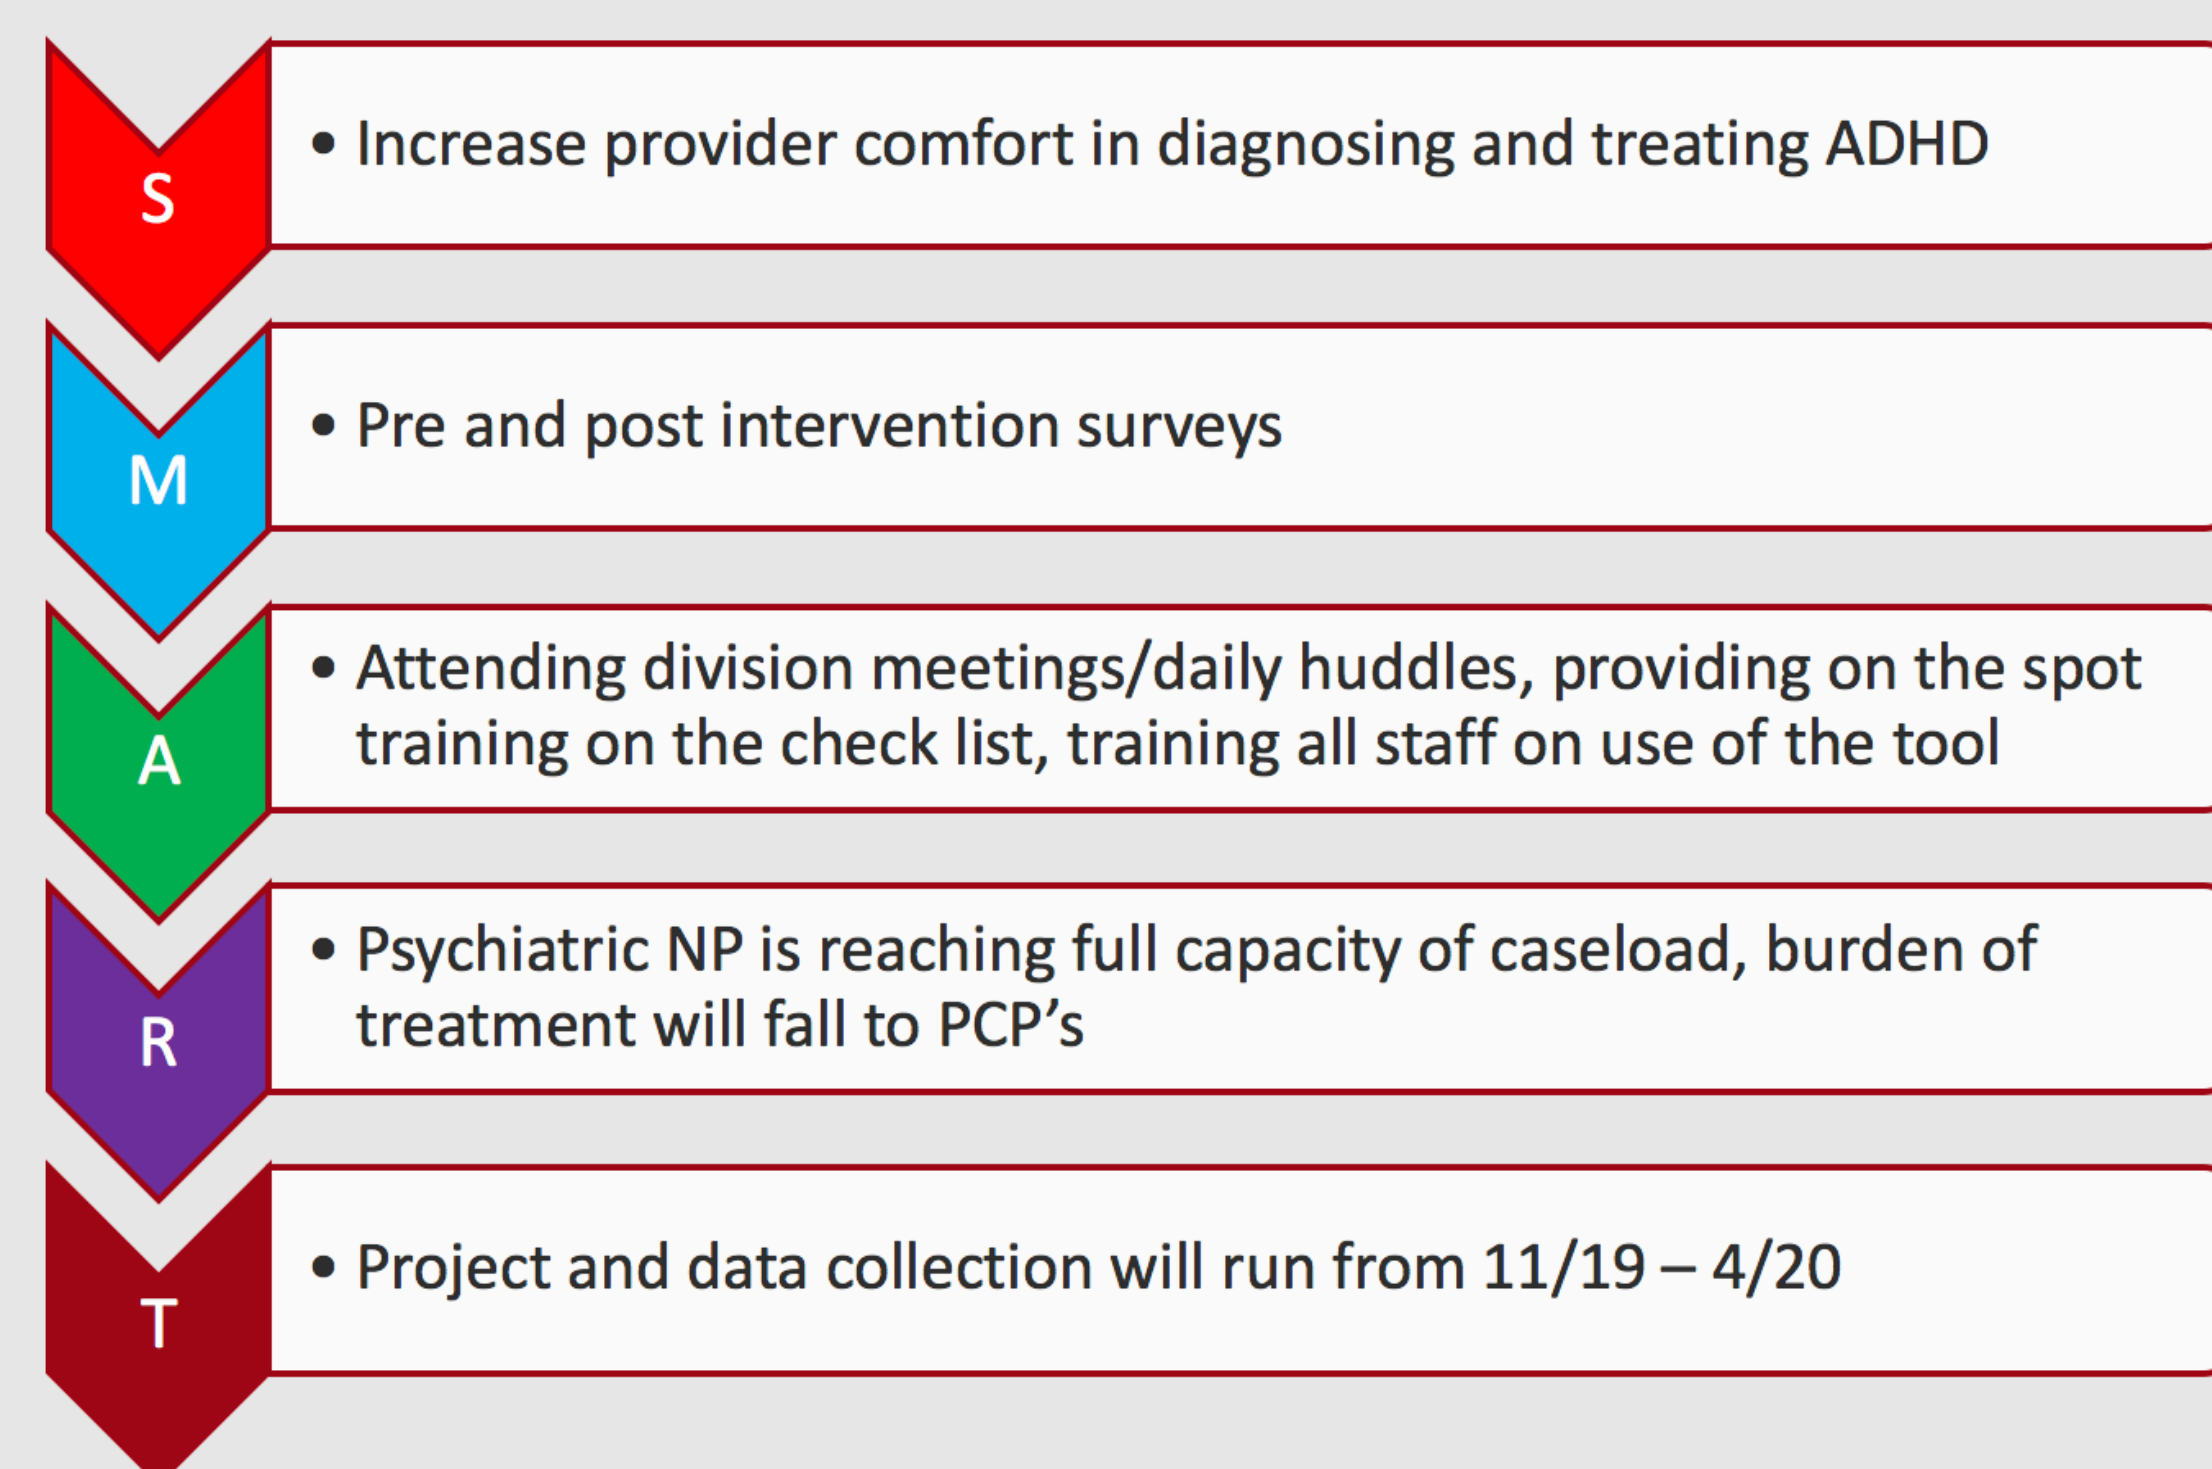 S
• Increase provider comfort in diagnosing and treating ADHD
M
• Pre and post intervention surveys
A
• Attending division meetings/daily huddles, providing on the spot
training on the check list, training all staff on use of the tool
R
• Psychiatric NP is reaching full capacity of caseload, burden of
treatment will fall to PCP’s
T
• Project and data collection will run from 11/19 – 4/20